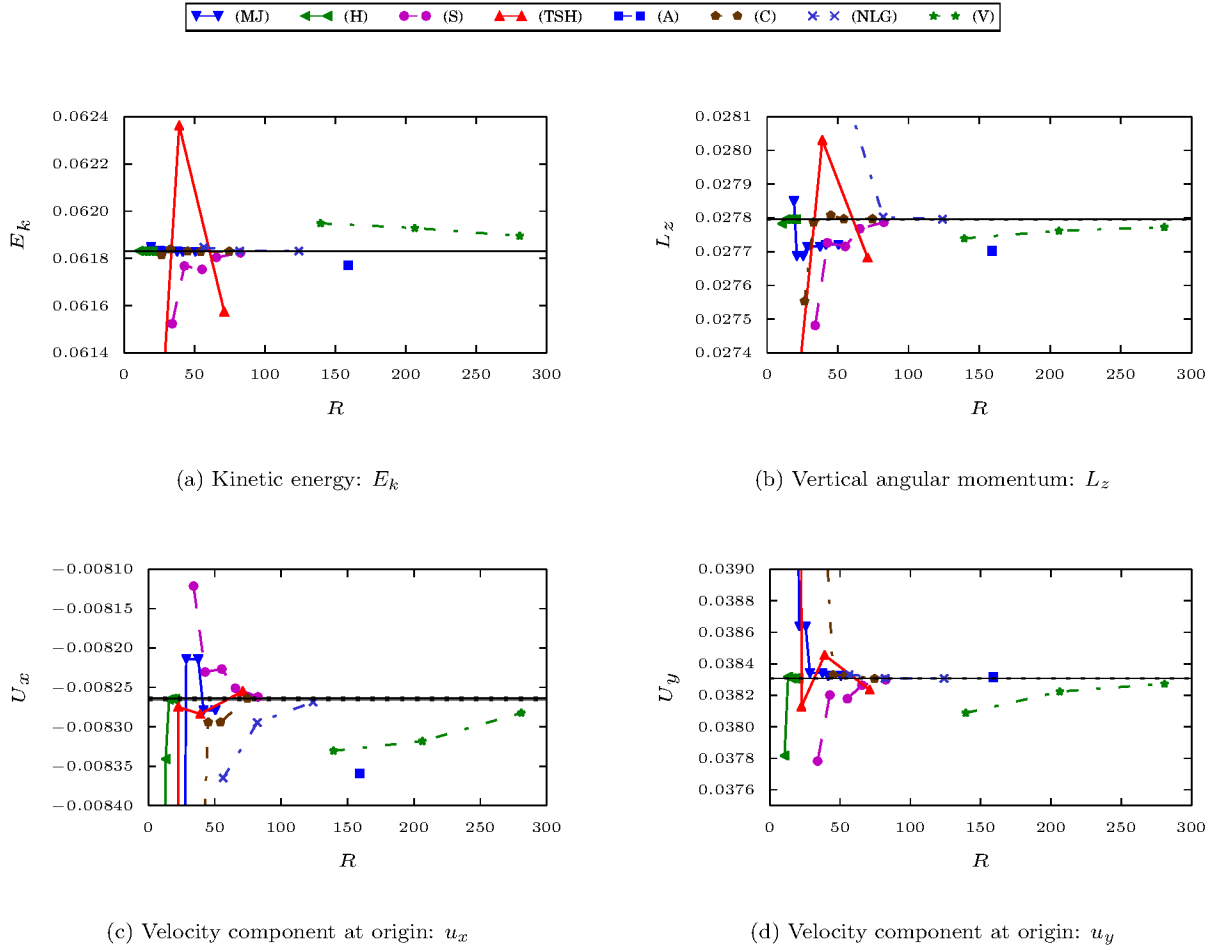 (MJ) (H) (S) (TSH) (A) (C) (NLG) (V)
0.0624
0.0622
0.0620
0.0618
0.0616
0.0614
E_k
0 50 100 150 200 250 300
R
(a) Kinetic energy: E_k
0.0281
0.0280
0.0279
0.0278
0.0277
0.0276
0.0275
0.0274
L_z
0 50 100 150 200 250 300
R
(b) Vertical angular momentum: L_z
−0.00810
−0.00815
−0.00820
−0.00825
−0.00830
−0.00835
−0.00840
U_x
0 50 100 150 200 250 300
R
(c) Velocity component at origin: u_x
0.0390
0.0388
0.0386
0.0384
0.0382
0.0380
0.0378
0.0376
U_y
0 50 100 150 200 250 300
R
(d) Velocity component at origin: u_y